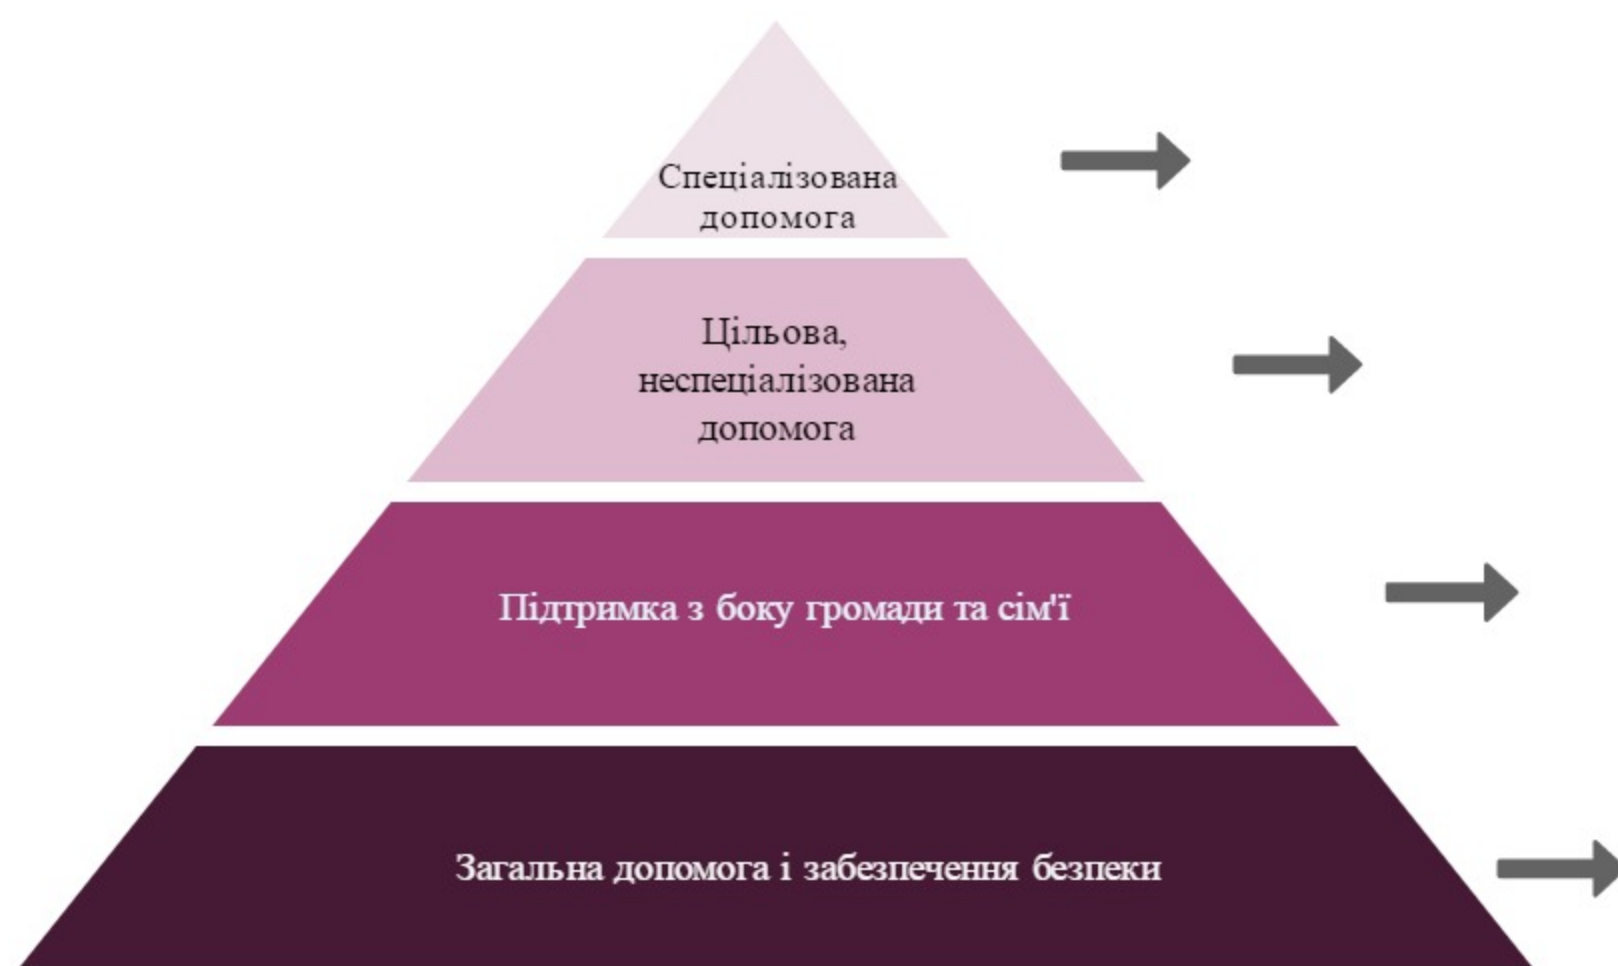 Спеціалізована
допомога
Цільова,
неспеціалізована
допомога
Підтримка з боку громади та сім'ї
Загальна допомога і забезпечення безпеки